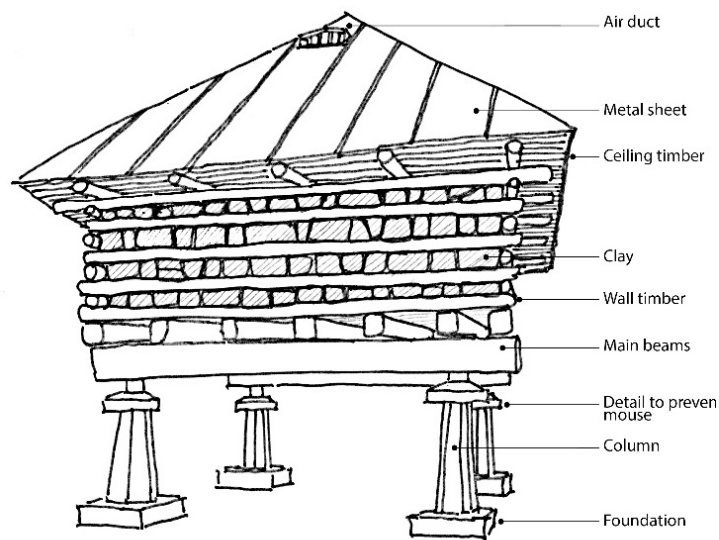 Air duct
Metal sheet
Ceiling timber
Clay
Wall timber
Main beams
Detail to preven
mouse
Column
Foundation